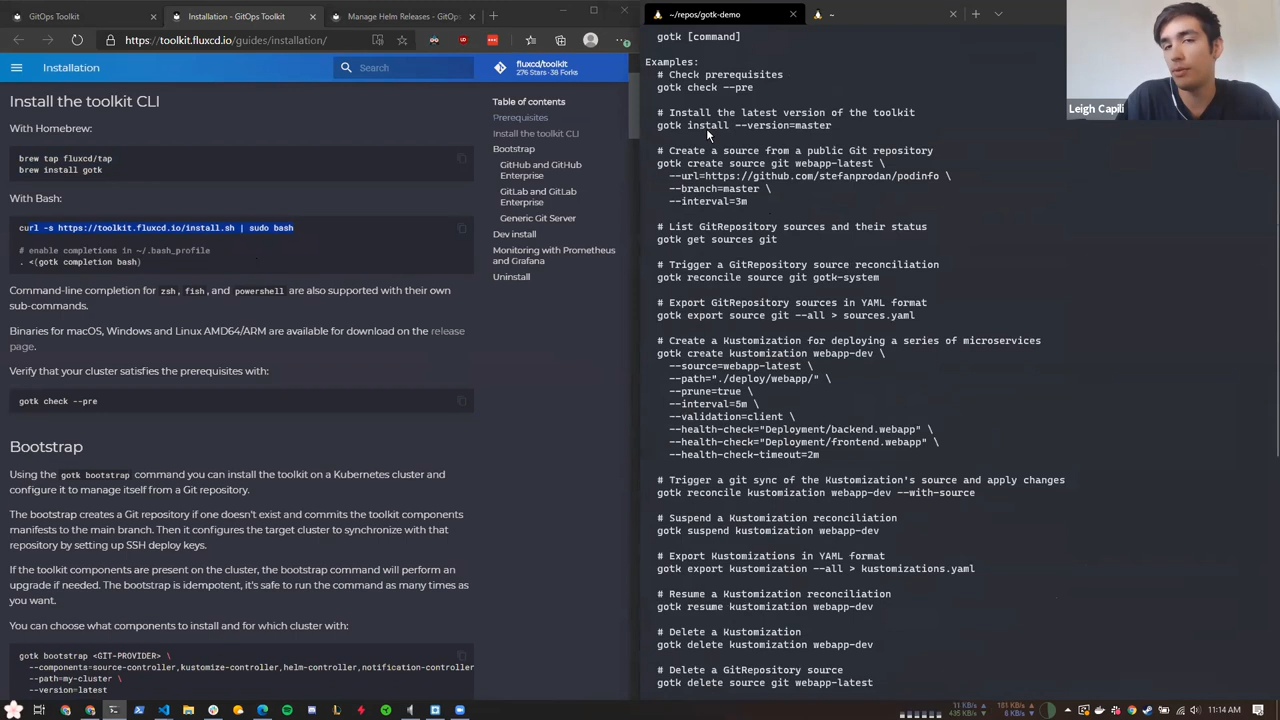 GitOps Toolkit
Installation - GitOps Toolkit
Manage Helm Releases - GitOps
https://toolkit.fluxcd.io/guides/installation/
Installation
Search
fluxcd/toolkit
276 Stars · 38 Forks
Install the toolkit CLI
With Homebrew:
brew tap fluxcd/tap
brew install gotk
With Bash:
curl -s https://toolkit.fluxcd.io/install.sh | sudo bash
# enable completions in ~/.bash_profile
. <(gotk completion bash)
Command-line completion for zsh, fish, and powershell are also supported with their own
sub-commands.
Binaries for macOS, Windows and Linux AMD64/ARM are available for download on the release
page.
Verify that your cluster satisfies the prerequisites with:
gotk check --pre
Bootstrap
Using the gotk bootstrap command you can install the toolkit on a Kubernetes cluster and
configure it to manage itself from a Git repository.
The bootstrap creates a Git repository if one doesn't exist and commits the toolkit components
manifests to the main branch. Then it configures the target cluster to synchronize with that
repository by setting up SSH deploy keys.
If the toolkit components are present on the cluster, the bootstrap command will perform an
upgrade if needed. The bootstrap is idempotent, it's safe to run the command as many times as
you want.
You can choose what components to install and for which cluster with:
gotk bootstrap <GIT-PROVIDER> \
--components=source-controller,kustomize-controller,helm-controller,notification-controller
--path=my-cluster \
--version=latest
Table of contents
Prerequisites
Install the toolkit CLI
Bootstrap
GitHub and GitHub
Enterprise
GitLab and GitLab
Enterprise
Generic Git Server
Dev install
Monitoring with Prometheus
and Grafana
Uninstall
~/repos/gotk-demo
~
gotk [command]
Examples:
# Check prerequisites
gotk check --pre
# Install the latest version of the toolkit
gotk install --version=master
# Create a source from a public Git repository
gotk create source git webapp-latest \
--url=https://github.com/stefanprodan/podinfo \
--branch=master \
--interval=3m
# List GitRepository sources and their status
gotk get sources git
# Trigger a GitRepository source reconciliation
gotk reconcile source git gotk-system
# Export GitRepository sources in YAML format
gotk export source git --all > sources.yaml
# Create a Kustomization for deploying a series of microservices
gotk create kustomization webapp-dev \
--source=webapp-latest \
--path="./deploy/webapp/" \
--prune=true \
--interval=5m \
--validation=client \
--health-check="Deployment/backend.webapp" \
--health-check="Deployment/frontend.webapp" \
--health-check-timeout=2m
# Trigger a git sync of the Kustomization's source and apply changes
gotk reconcile kustomization webapp-dev --with-source
# Suspend a Kustomization reconciliation
gotk suspend kustomization webapp-dev
# Export Kustomizations in YAML format
gotk export kustomization --all > kustomizations.yaml
# Resume a Kustomization reconciliation
gotk resume kustomization webapp-dev
# Delete a Kustomization
gotk delete kustomization webapp-dev
# Delete a GitRepository source
gotk delete source git webapp-latest
Leigh Capili
11:14 AM